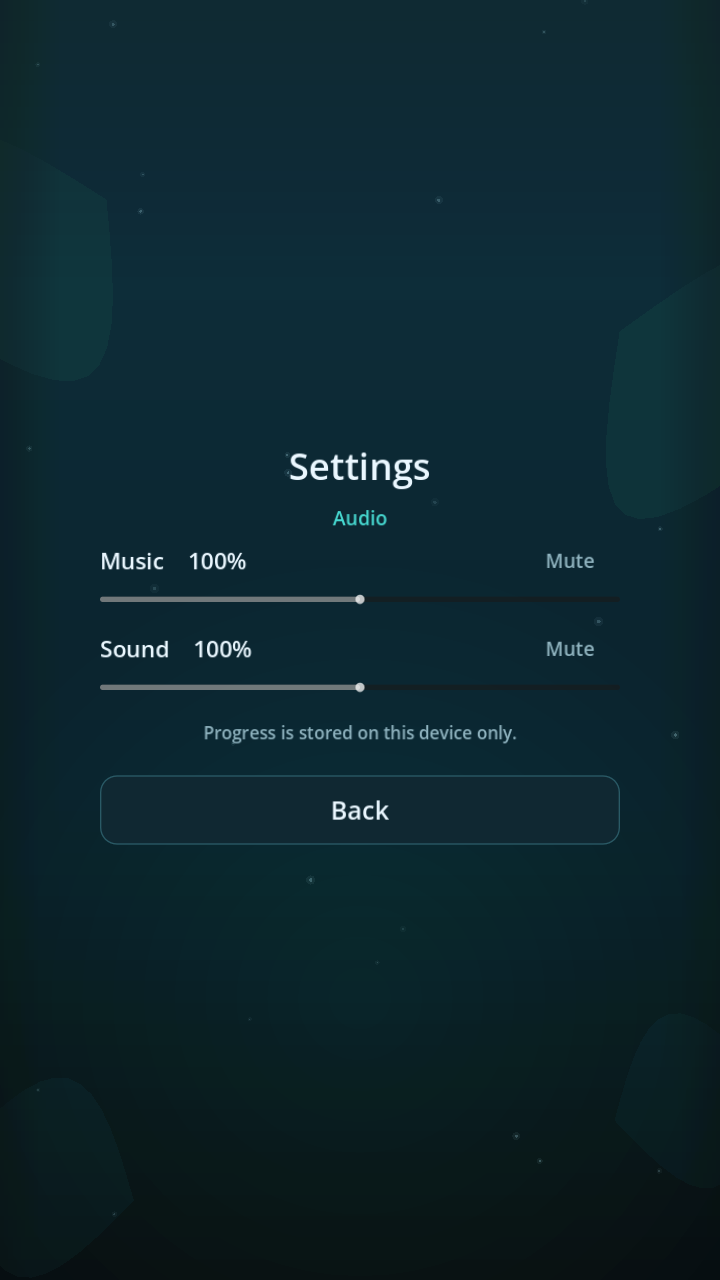 Settings
Audio
Music 100% Mute
Sound 100% Mute
Progress is stored on this device only.
Back